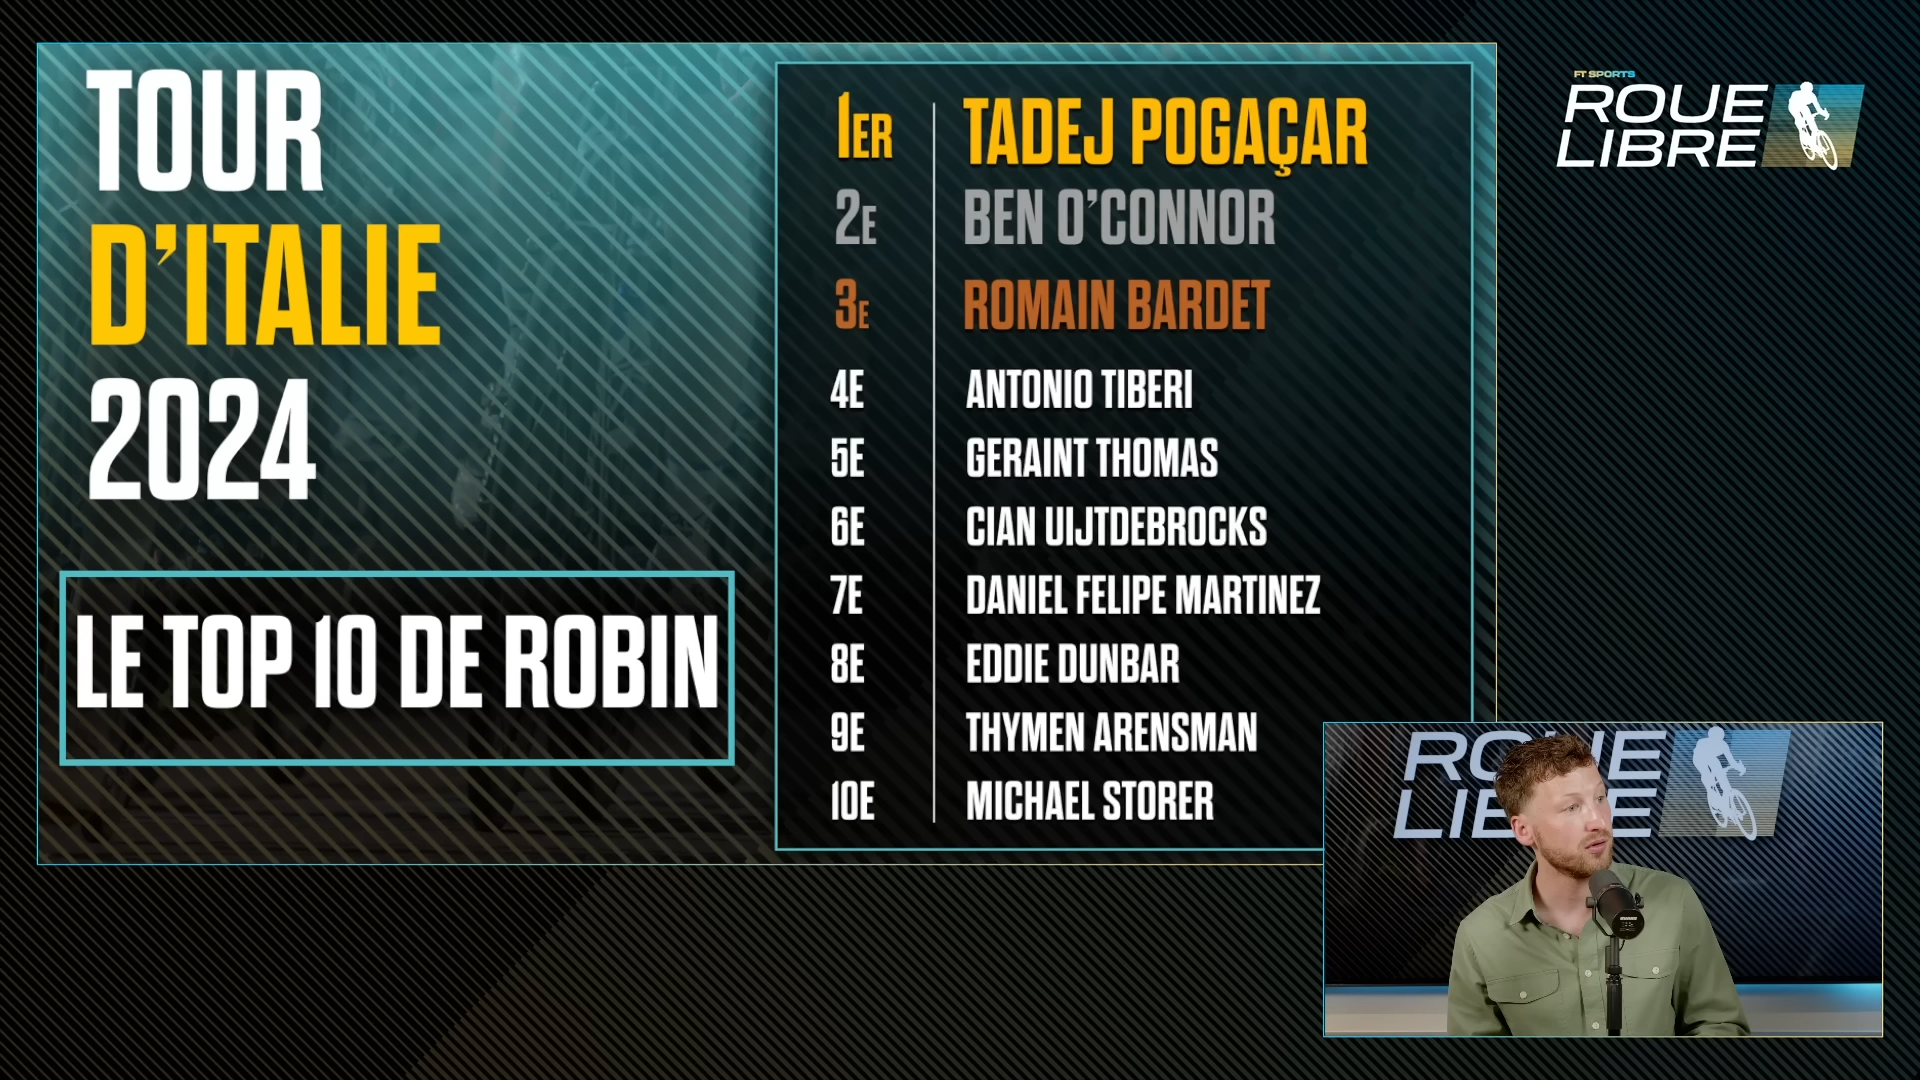 TOUR
D'ITALIE
2024
LE TOP 10 DE ROBIN
1ER TADEJ POGAÇAR
2E BEN O'CONNOR
3E ROMAIN BARDET
4E ANTONIO TIBERI
5E GERAINT THOMAS
6E CIAN UIJTDEBROCKS
7E DANIEL FELIPE MARTINEZ
8E EDDIE DUNBAR
9E THYMEN ARENSMAN
10E MICHAEL STORER
FT SPORTS
ROUE
LIBRE
ROUE
LIBRE